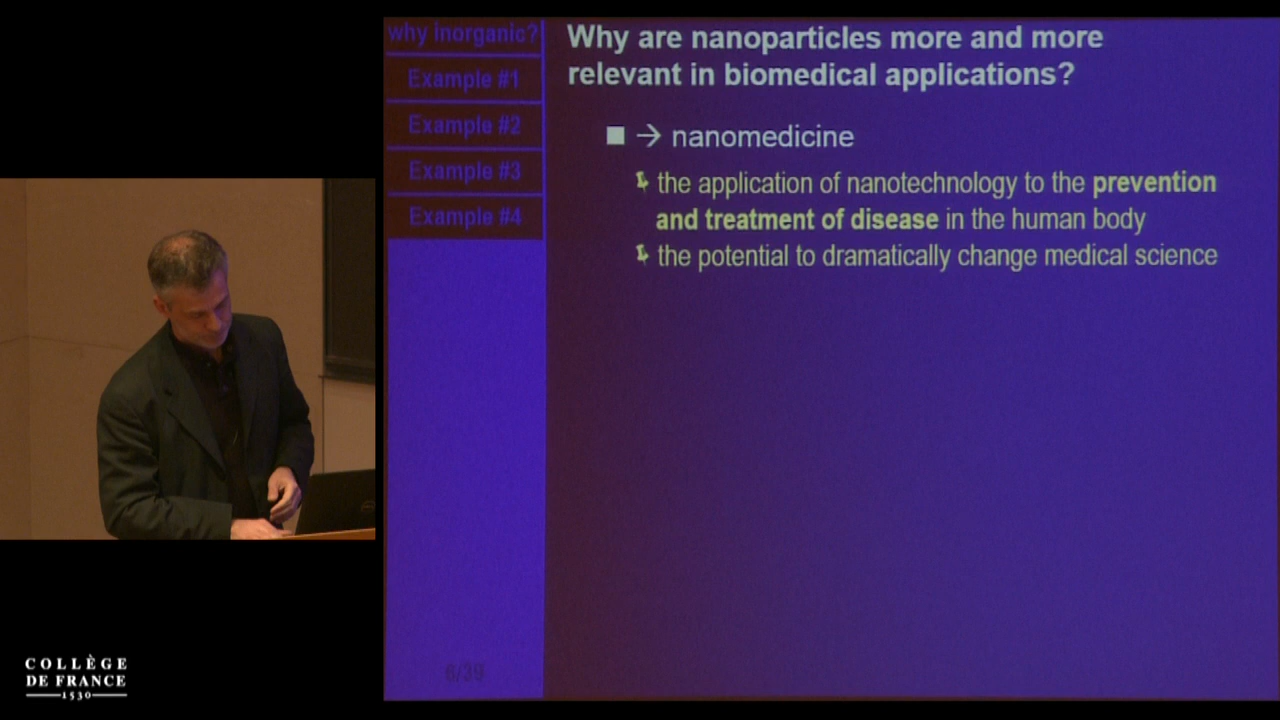 why inorganic?
Example #1
Example #2
Example #3
Example #4
Why are nanoparticles more and more
relevant in biomedical applications?
→ nanomedicine
the application of nanotechnology to the prevention
and treatment of disease in the human body
the potential to dramatically change medical science
6/39
COLLÈGE
DE FRANCE
1530